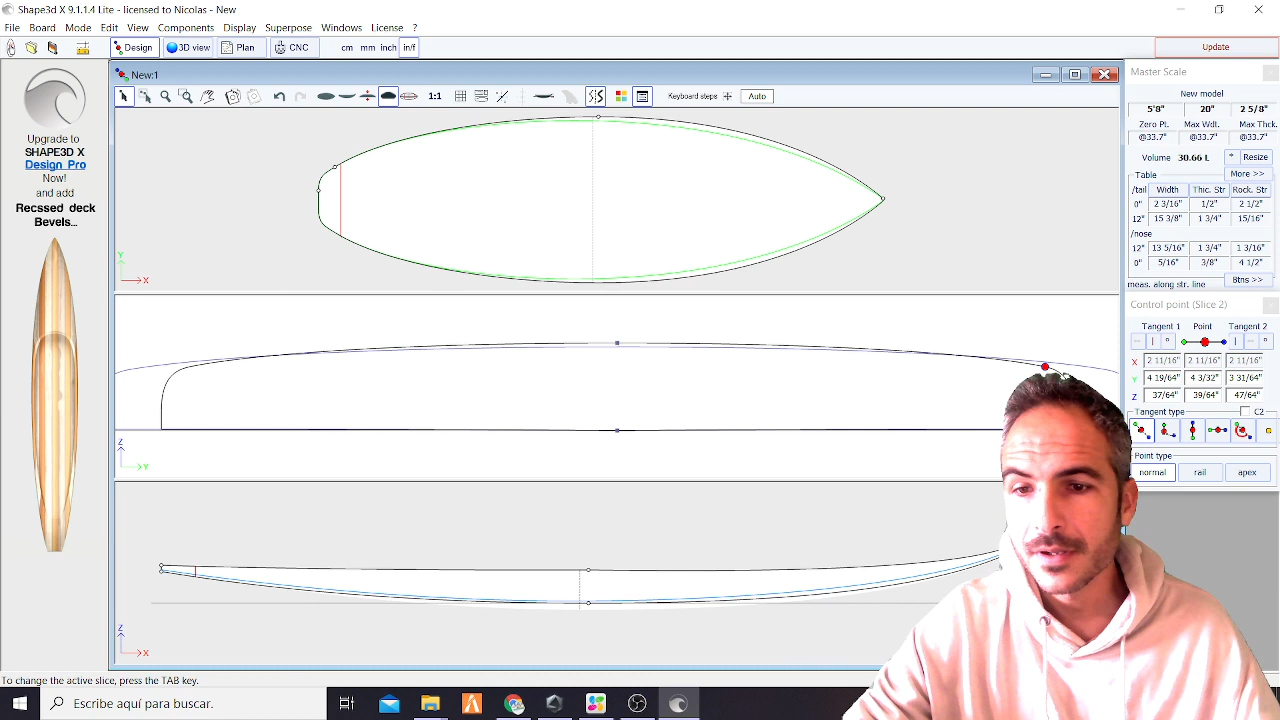 Shape3d X 9.1.1.4 Lite - licensed to Nicolas - New
File Board Mode Edit View Components Display Superpose Windows License ?
Design 3D view Plan CNC cm mm inch in/f Update
New:1
1:1 Keyboard steps Auto
Upgrade to
SHAPE3D X
Design Pro
Now!
and add
Recssed deck
Bevels...
Y
X
Z
Y
Z
X
Master Scale
New model
5'8" 20" 2 5/8"
Zero Pt. Max Wdt. Max Thck.
@33.7" @33.7" @33.7"
Volume 30.66 L * Resize
Table More >>
/tail Width Thic. Str Rock. Str
0" 2 3/16" 1/2" 2 1/2"
12" 15 3/8" 1 3/4" 15/16"
/nose
12" 13 5/16" 1 3/4" 1 3/16"
0" 5/16" 3/8" 4 1/2"
meas. along str. line Btns >>
Control point (Slice 2)
Tangent 1 Point Tangent 2
X 2 11/16" 2 11/16" 2 11/16"
Y 4 19/64" 4 3/32" 3 31/64"
Z 37/64" 39/64" 47/64"
Tangent type C2
Point type
normal rail apex
To change the active slice, press the TAB key.
Escribe aquí para buscar.